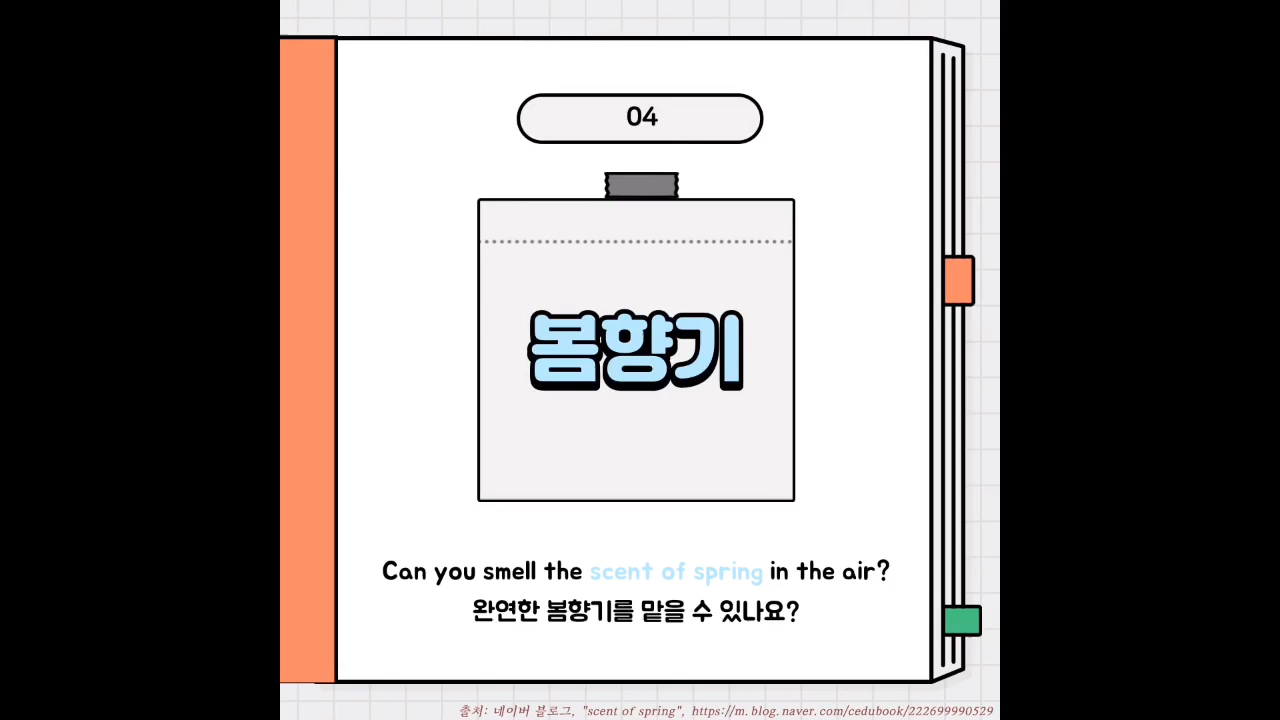 04
봄향기
Can you smell the scent of spring in the air?
완연한 봄향기를 맡을 수 있나요?
출처: 네이버 블로그, "scent of spring", https://m.blog.naver.com/cedubook/222699990529